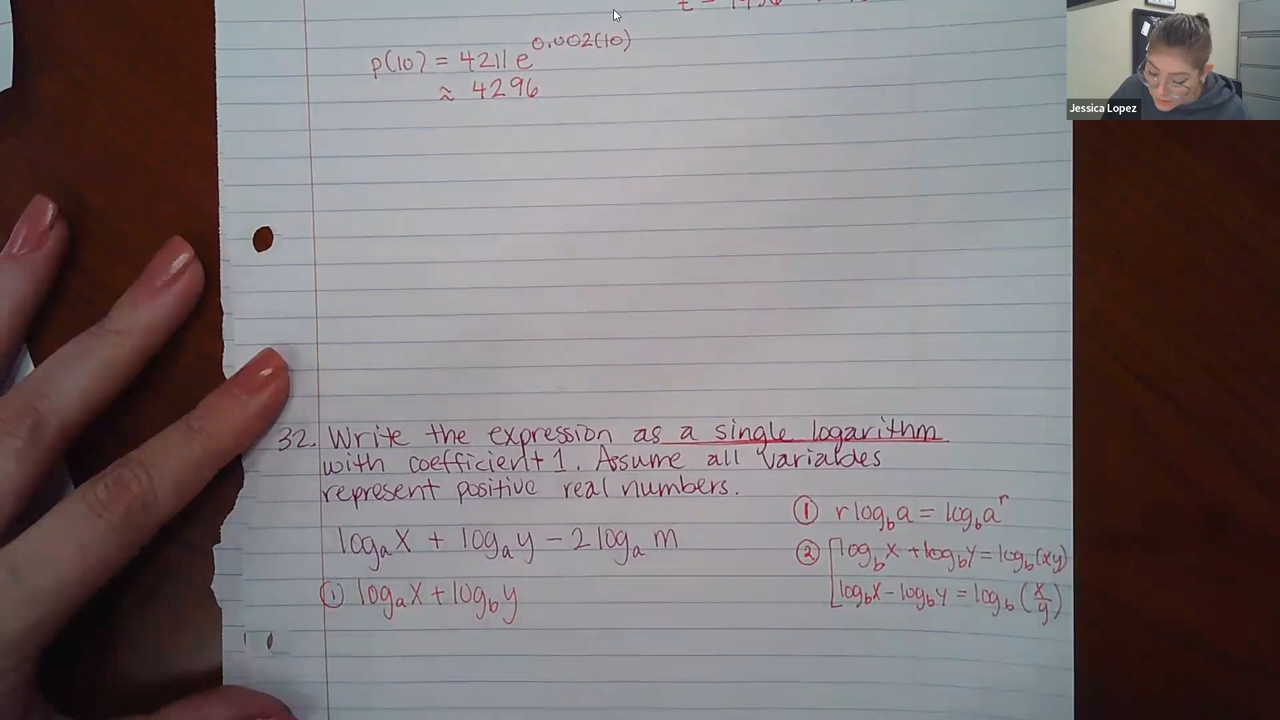 p(10) = 4211 e^0.002(10)
≈ 4296
Jessica Lopez
32. Write the expression as a single logarithm
with coefficient 1. Assume all variables
represent positive real numbers.
log_a x + log_a y - 2 log_a m
① log_a x + log_b y
① r log_b a = log_b a^r
② log_b x + log_b y = log_b (xy)
log_b x - log_b y = log_b (x/y)